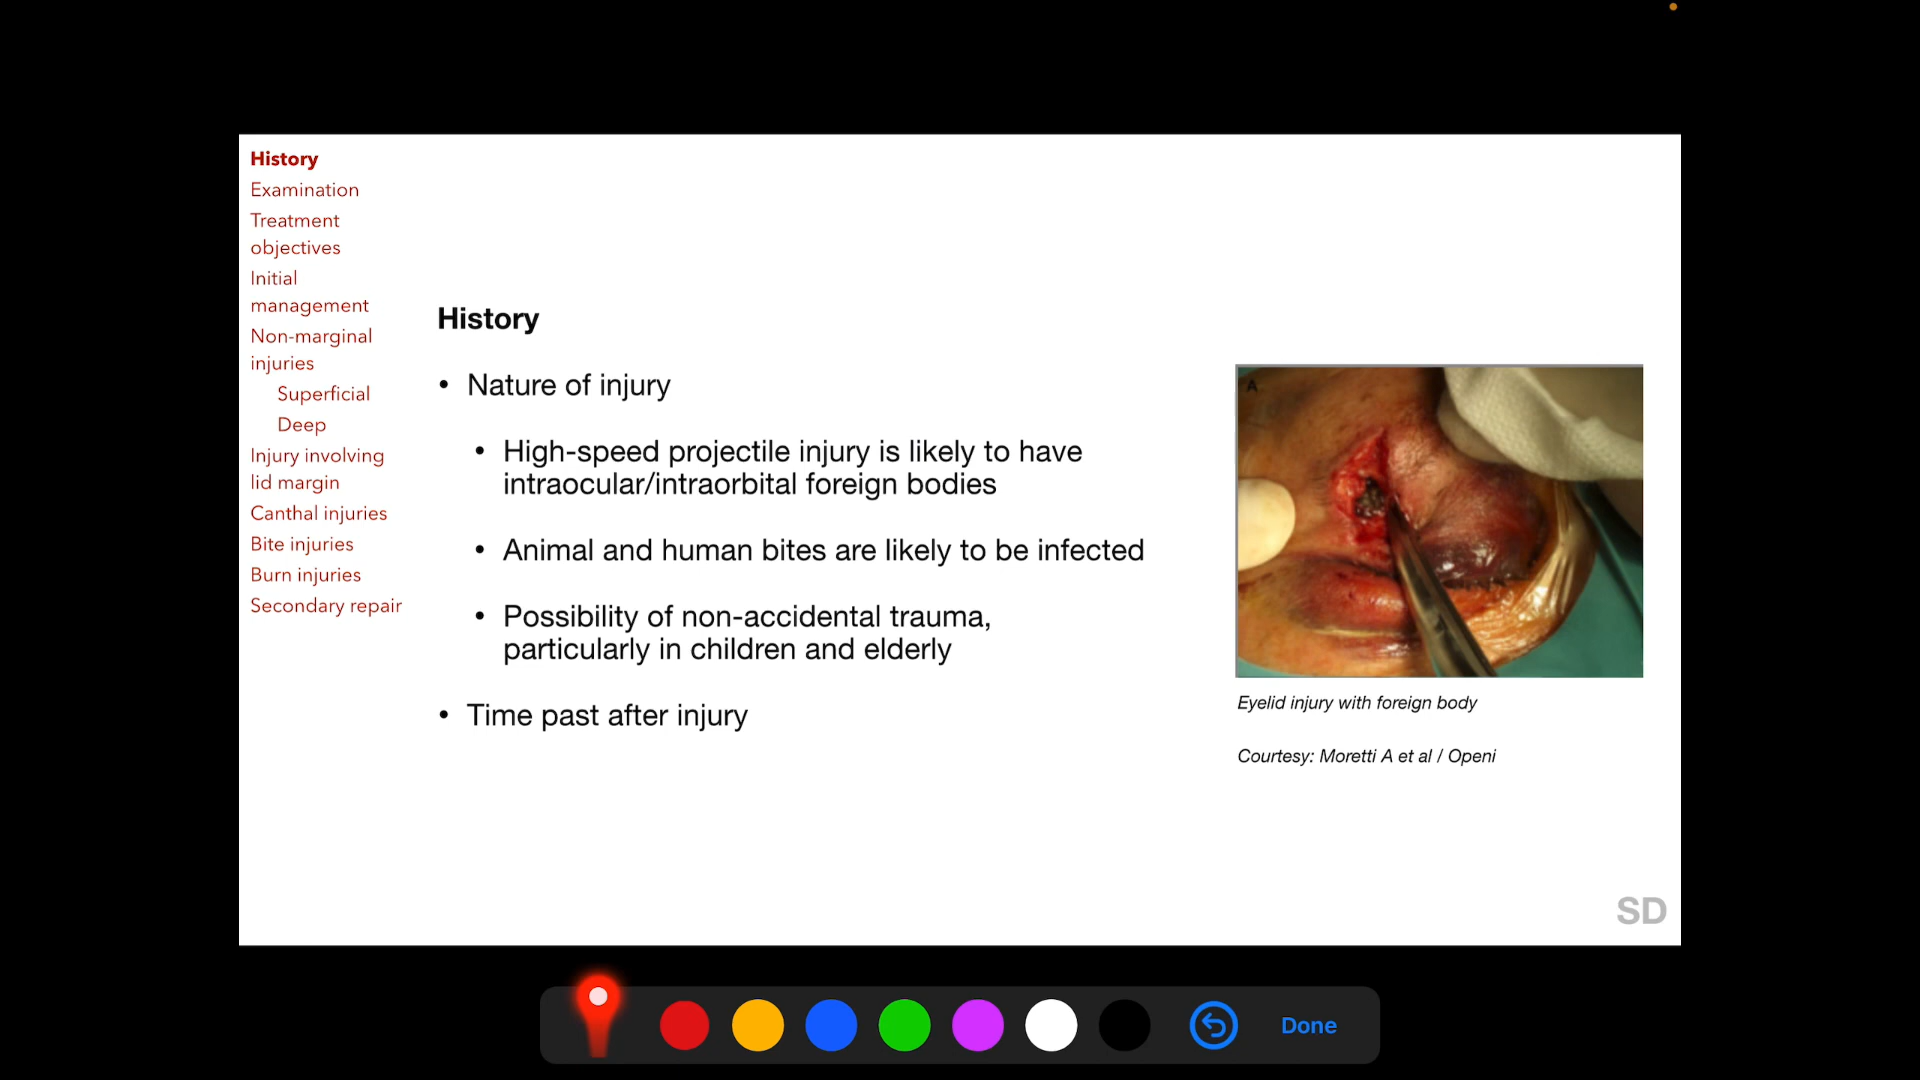 History
Examination
Treatment
objectives
Initial
management
Non-marginal
injuries
Superficial
Deep
Injury involving
lid margin
Canthal injuries
Bite injuries
Burn injuries
Secondary repair
History
• Nature of injury
• High-speed projectile injury is likely to have
intraocular/intraorbital foreign bodies
• Animal and human bites are likely to be infected
• Possibility of non-accidental trauma,
particularly in children and elderly
• Time past after injury
A
Eyelid injury with foreign body
Courtesy: Moretti A et al / Openi
SD
Done